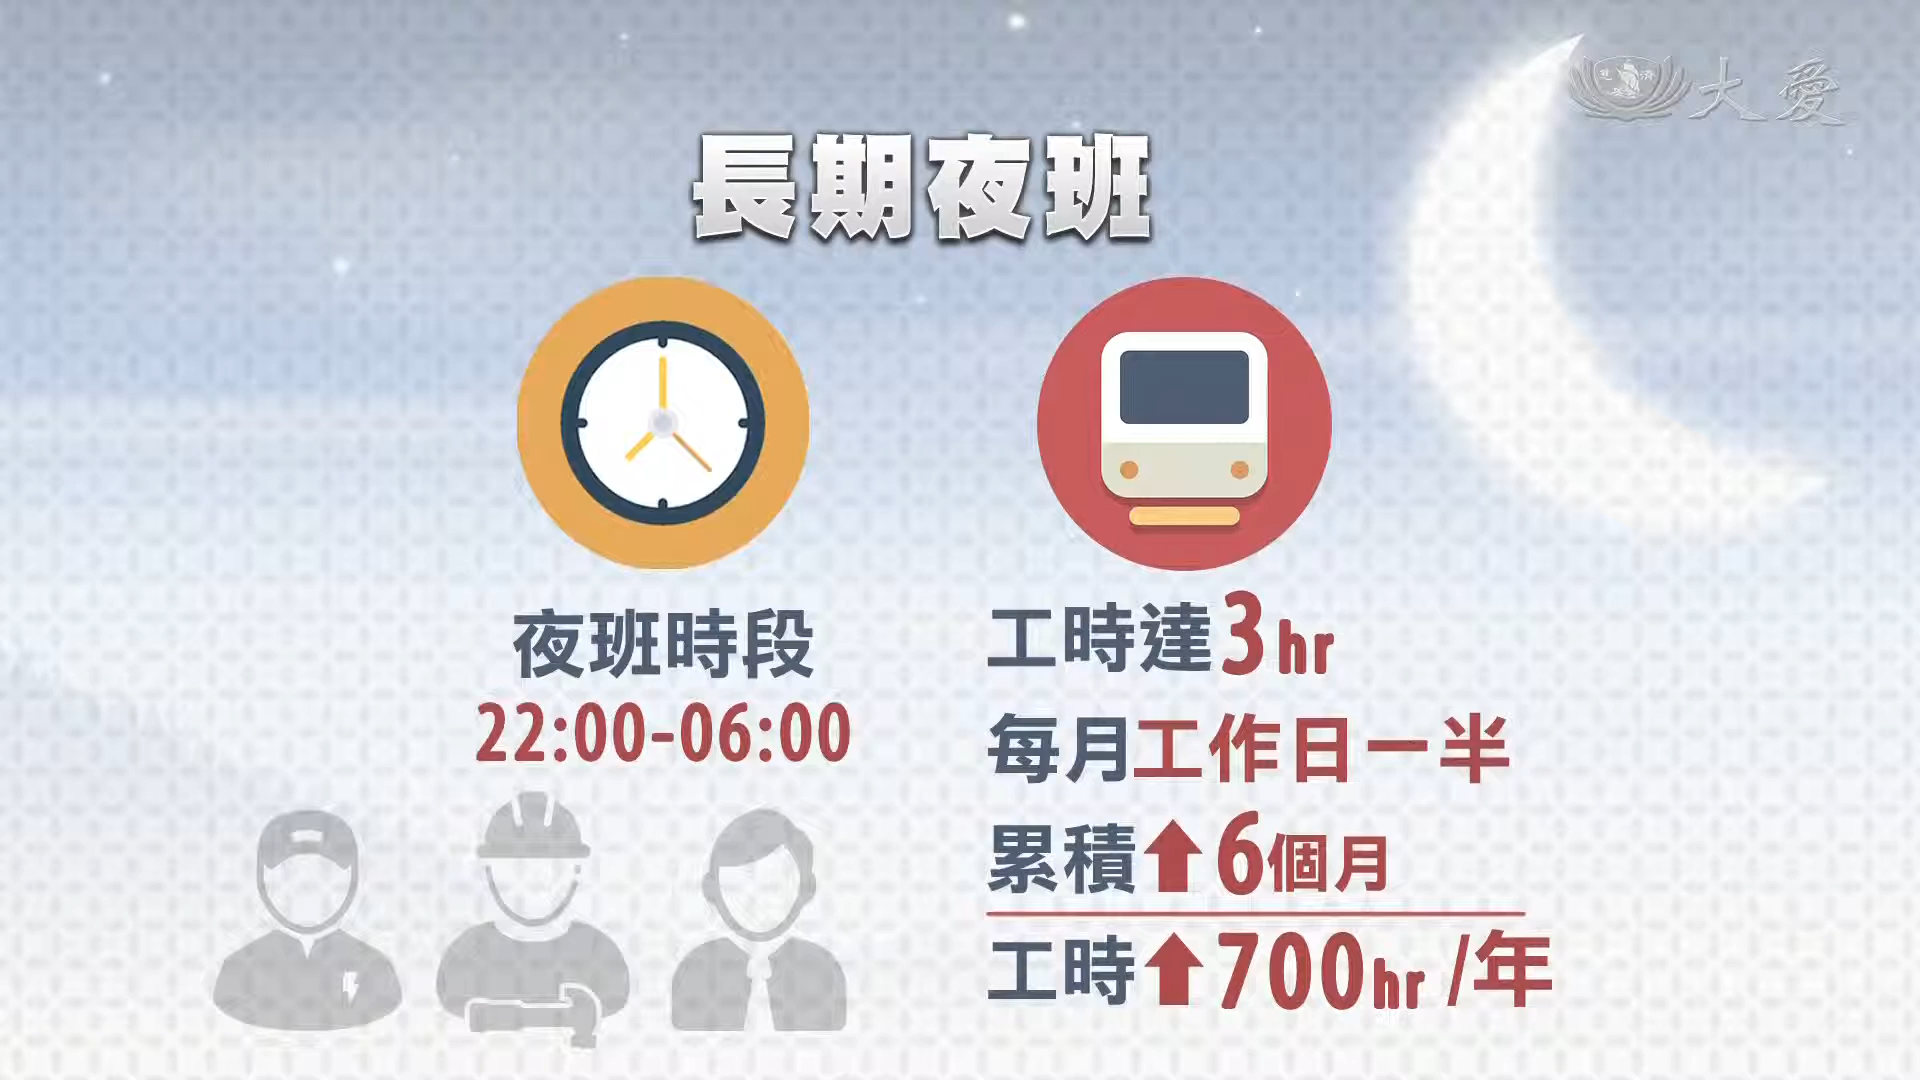 大愛
長期夜班
夜班時段
22:00-06:00
工時達3hr
每月工作日一半
累積↑6個月
工時↑700hr/年